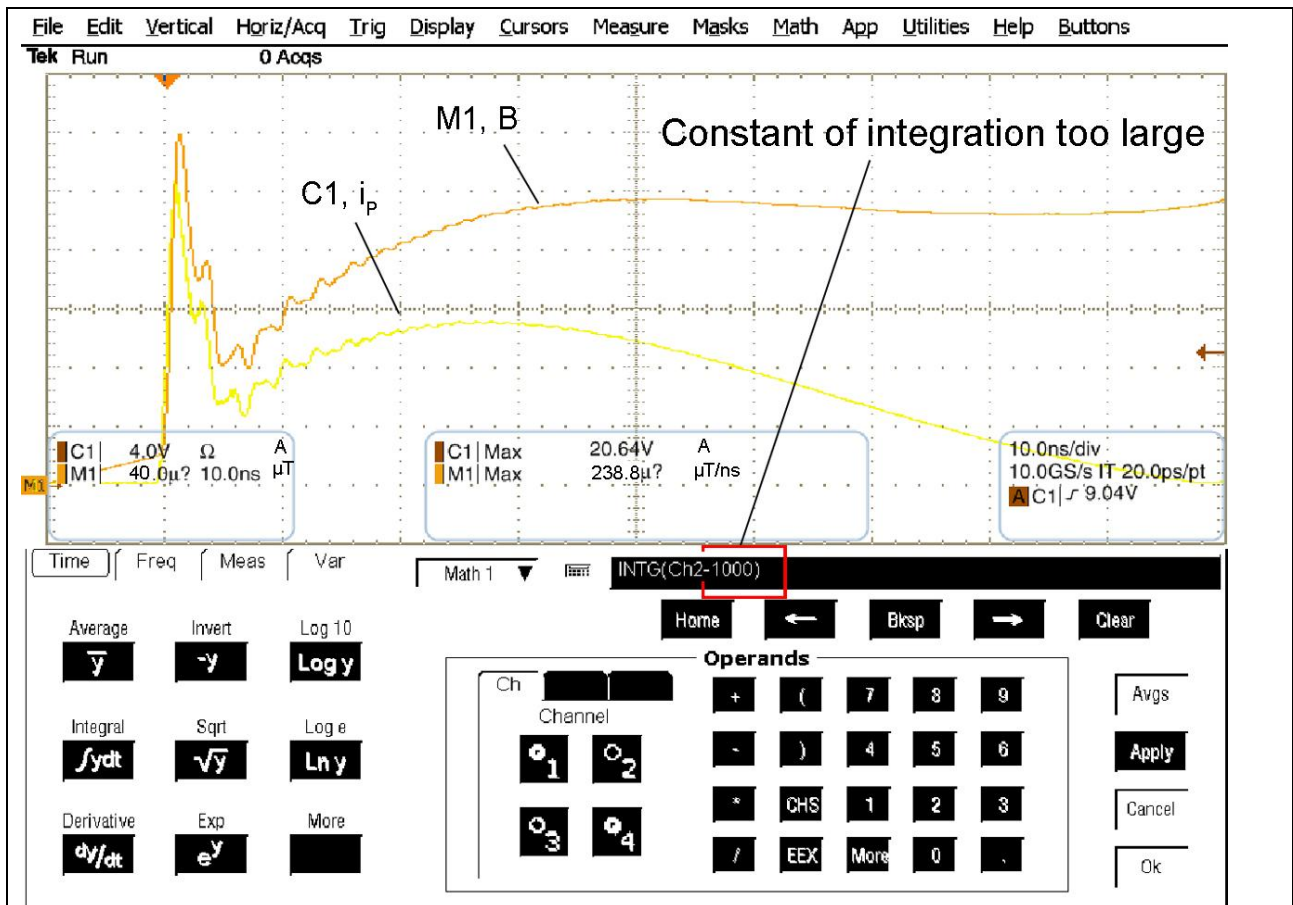 File Edit Vertical Horiz/Acq Trig Display Cursors Measure Masks Math App Utilities Help Buttons
Tek Run 0 Acqs
M1, B
Constant of integration too large
C1, ip
C1 4.0V Ω A
M1 40.0µ? 10.0ns µT
C1 Max 20.64V A
M1 Max 238.8µ? µT/ns
10.0ns/div
10.0GS/s IT 20.0ps/pt
A C1 9.04V
M1
Time Freq Meas Var
Math 1 INTG(Ch2-1000)
Home ← Bksp → Clear
Average Invert Log 10
y -y Log y
Integral Sqrt Log e
∫ydt √y Ln y
Derivative Exp More
dy/dt e^y
Operands
Ch
Channel
1 2
3 4
+ ( 7 8 9
- ) 4 5 6
* CHS 1 2 3
/ EEX More 0 .
Avgs
Apply
Cancel
Ok